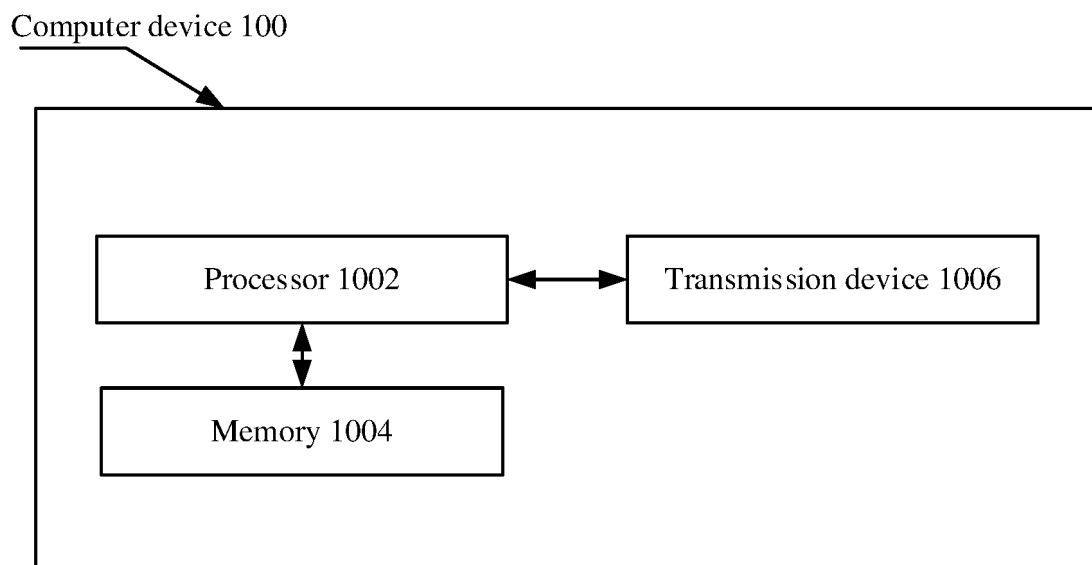 Computer device 100
Processor 1002
Transmission device 1006
Memory 1004